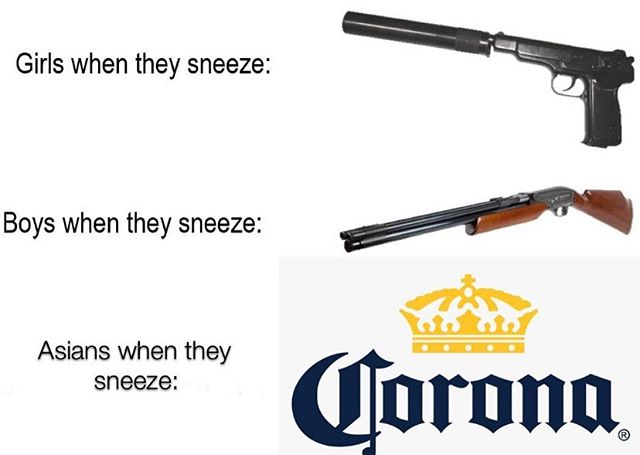 Girls when they sneeze:
Boys when they sneeze:
Asians when they
sneeze:
Corona®